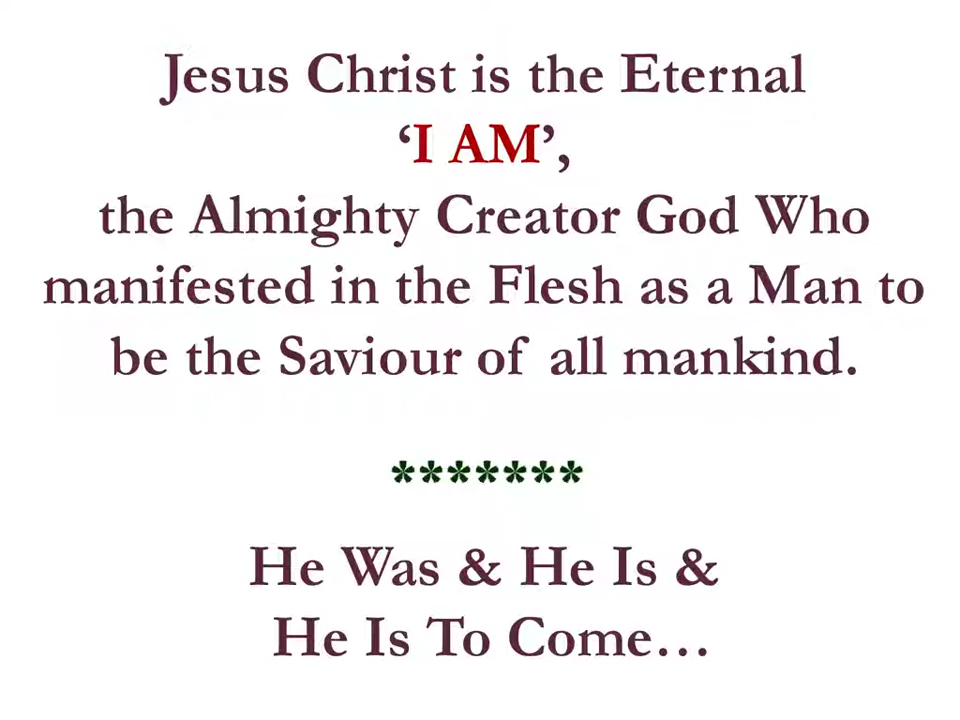 Jesus Christ is the Eternal
‘I AM’,
the Almighty Creator God Who
manifested in the Flesh as a Man to
be the Saviour of all mankind.
*******
He Was & He Is &
He Is To Come…